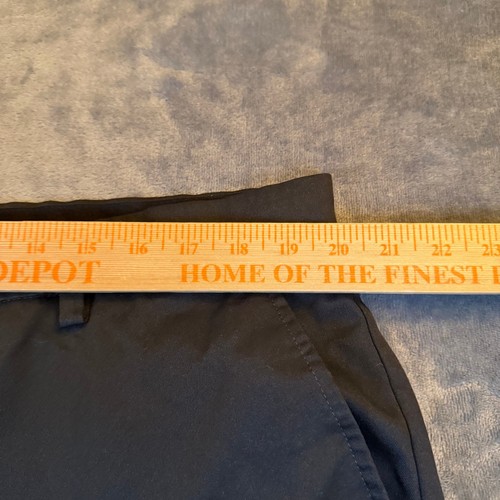 14 15 16 17 18 19 20 21 22 23
DEPOT HOME OF THE FINEST